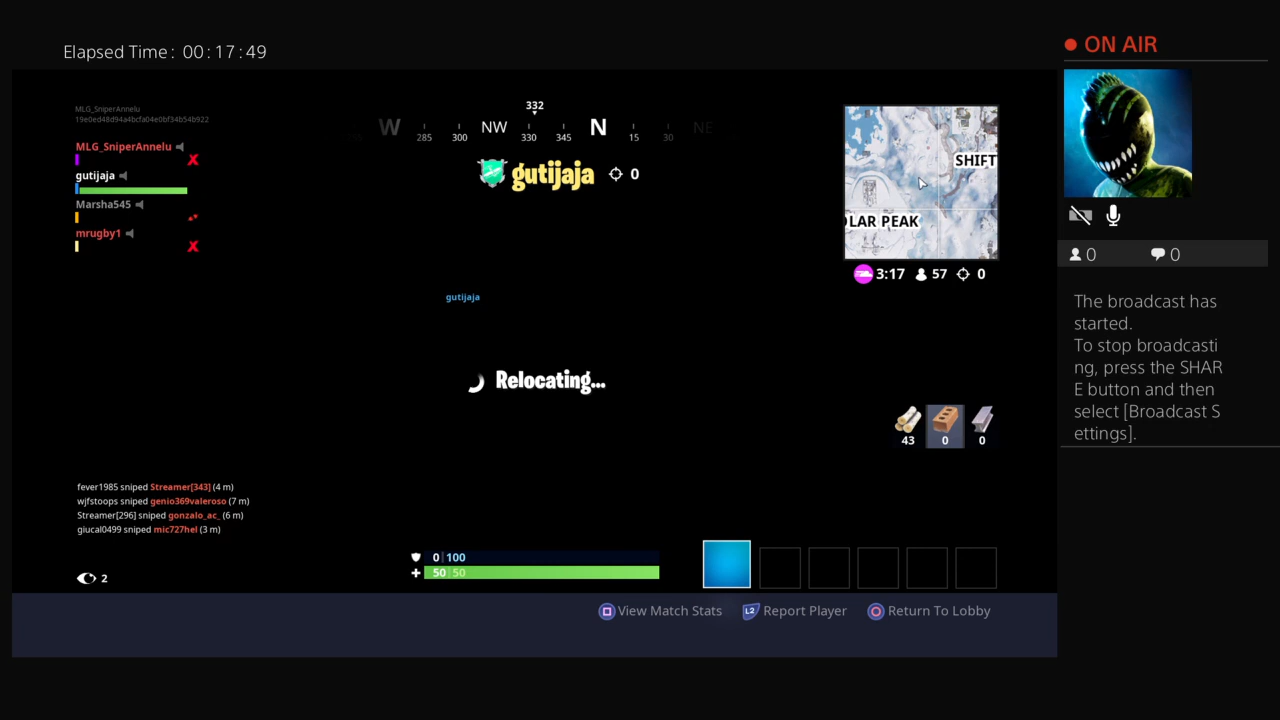 Elapsed Time: 00:17:49
ON AIR
MLG_SniperAnnelu
MLG_SniperAnnelu
gutijaja
Marsha545
mrugby1
332
W 285 300 NW 330 345 N 15 30 NE
gutijaja 0
SHIFT
LAR PEAK
3:17 57 0
0 0
The broadcast has
started.
To stop broadcasti
ng, press the SHAR
E button and then
select [Broadcast S
ettings].
gutijaja
Relocating...
43 0 0
fever1985 sniped Streamer[343] (4 m)
wjfstoops sniped genio369valeroso (7 m)
Streamer[296] sniped gonzalo_ac_ (6 m)
giucal0499 sniped mic727hel (3 m)
2
0 | 100
50 | 50
View Match Stats L2 Report Player Return To Lobby